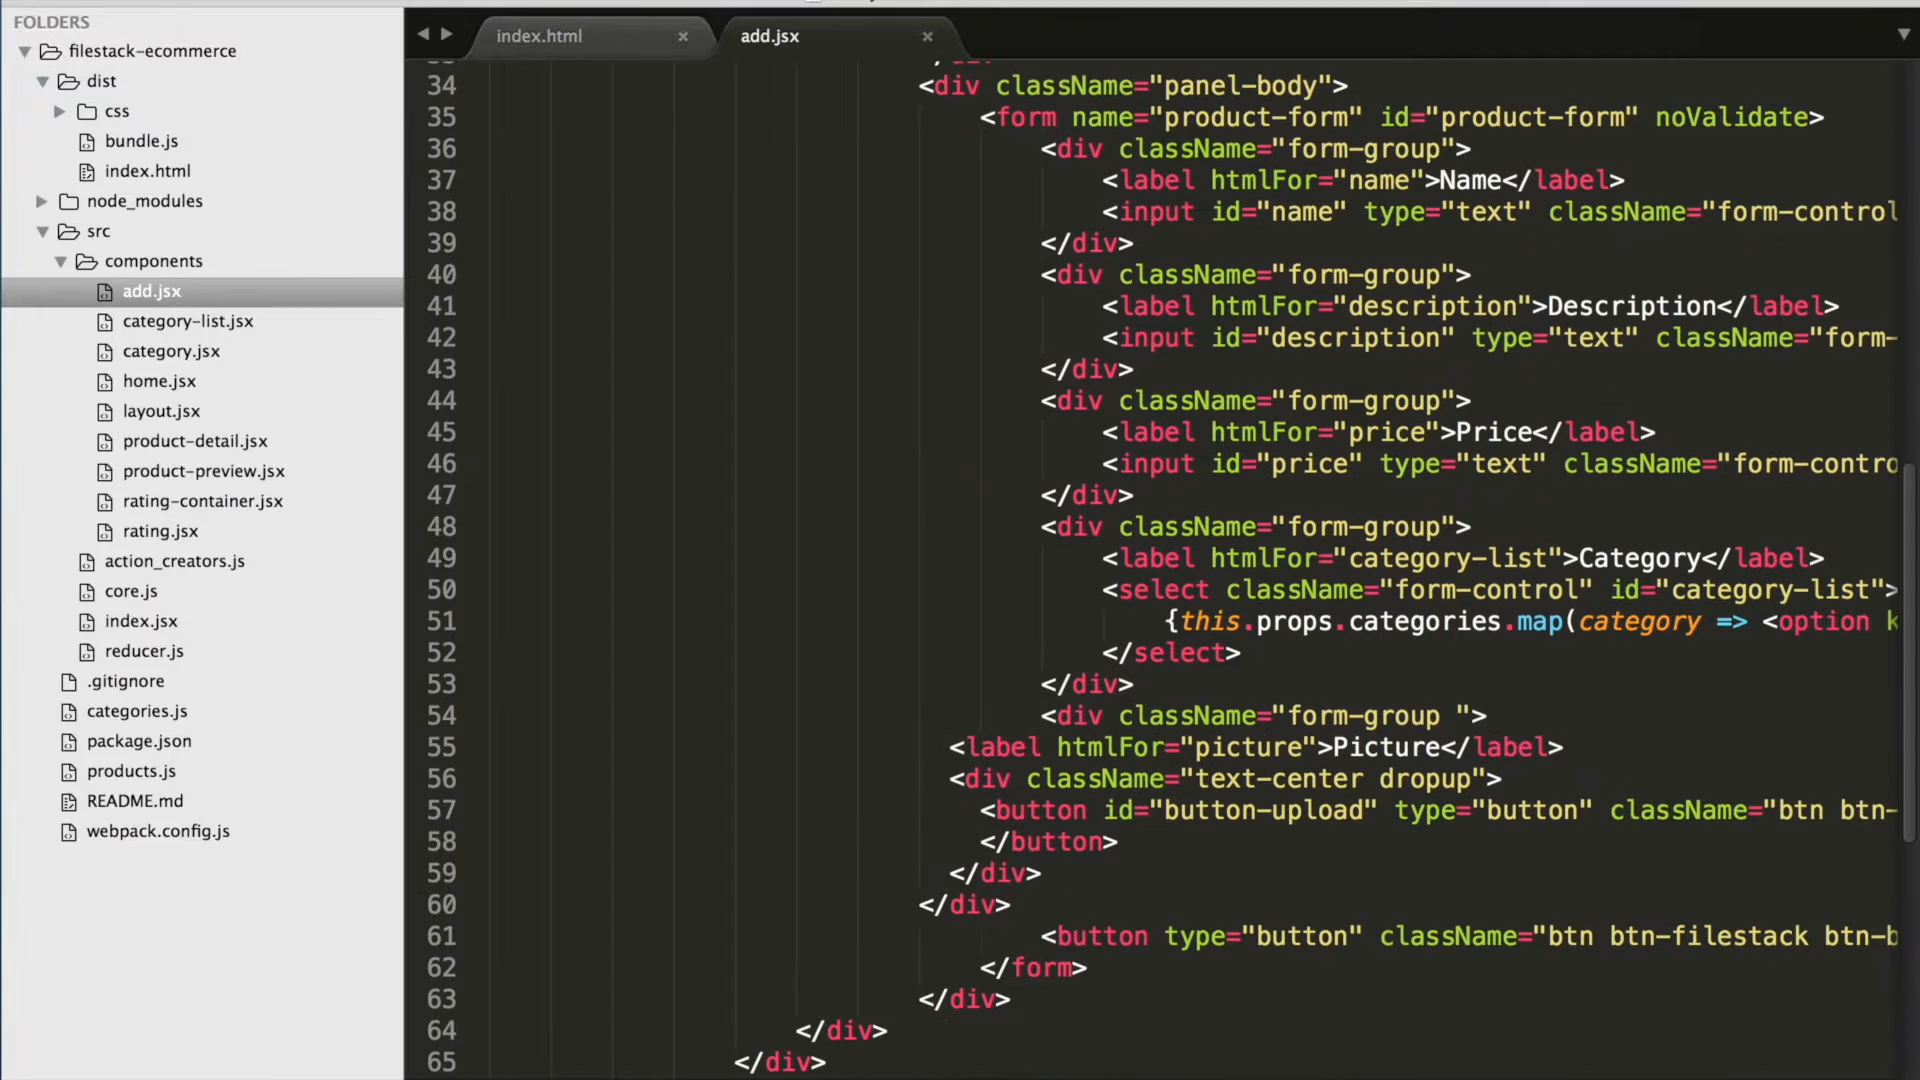 FOLDERS
filestack-ecommerce
dist
css
bundle.js
index.html
node_modules
src
components
add.jsx
category-list.jsx
category.jsx
home.jsx
layout.jsx
product-detail.jsx
product-preview.jsx
rating-container.jsx
rating.jsx
action_creators.js
core.js
index.jsx
reducer.js
.gitignore
categories.js
package.json
products.js
README.md
webpack.config.js
index.html
add.jsx
34 <div className="panel-body">
35 <form name="product-form" id="product-form" noValidate>
36 <div className="form-group">
37 <label htmlFor="name">Name</label>
38 <input id="name" type="text" className="form-control
39 </div>
40 <div className="form-group">
41 <label htmlFor="description">Description</label>
42 <input id="description" type="text" className="form-
43 </div>
44 <div className="form-group">
45 <label htmlFor="price">Price</label>
46 <input id="price" type="text" className="form-contro
47 </div>
48 <div className="form-group">
49 <label htmlFor="category-list">Category</label>
50 <select className="form-control" id="category-list">
51 {this.props.categories.map(category => <option k
52 </select>
53 </div>
54 <div className="form-group ">
55 <label htmlFor="picture">Picture</label>
56 <div className="text-center dropup">
57 <button id="button-upload" type="button" className="btn btn-
58 </button>
59 </div>
60 </div>
61 <button type="button" className="btn btn-filestack btn-b
62 </form>
63 </div>
64 </div>
65 </div>